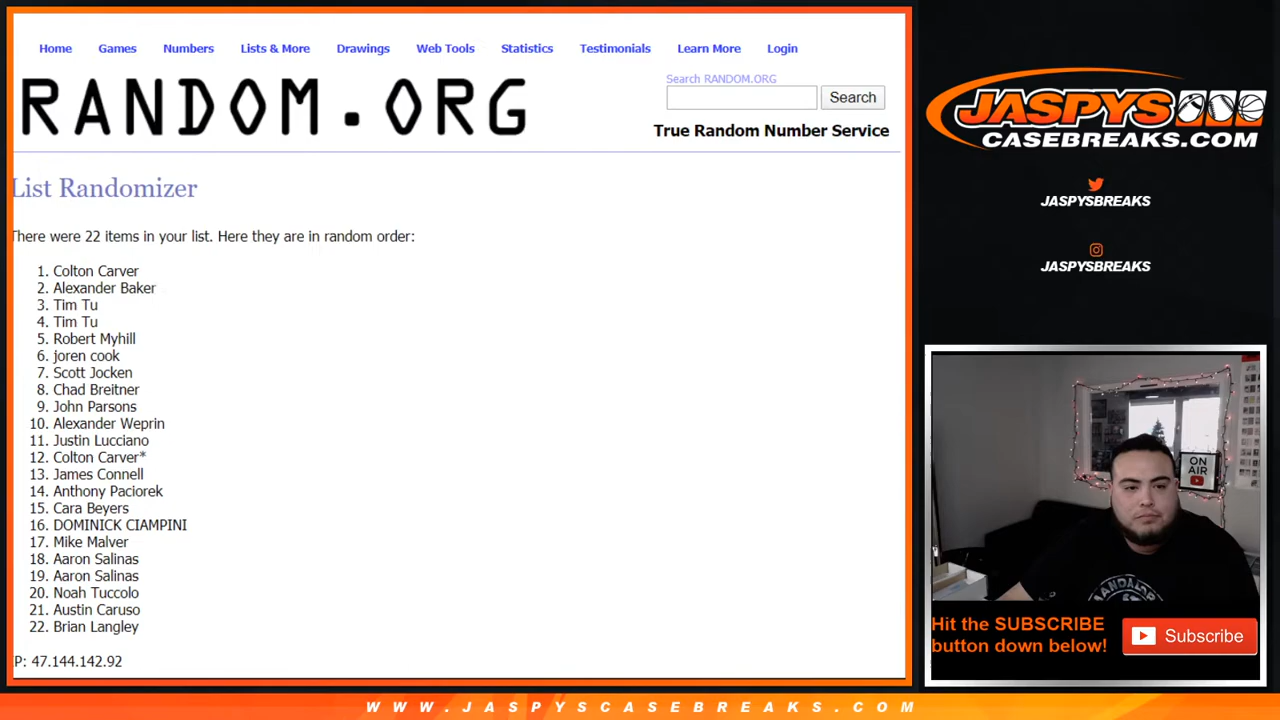 Home Games Numbers Lists & More Drawings Web Tools Statistics Testimonials Learn More Login
RANDOM.ORG
Search RANDOM.ORG
Search
True Random Number Service
List Randomizer
There were 22 items in your list. Here they are in random order:
1. Colton Carver
2. Alexander Baker
3. Tim Tu
4. Tim Tu
5. Robert Myhill
6. joren cook
7. Scott Jocken
8. Chad Breitner
9. John Parsons
10. Alexander Weprin
11. Justin Lucciano
12. Colton Carver*
13. James Connell
14. Anthony Paciorek
15. Cara Beyers
16. DOMINICK CIAMPINI
17. Mike Malver
18. Aaron Salinas
19. Aaron Salinas
20. Noah Tuccolo
21. Austin Caruso
22. Brian Langley
IP: 47.144.142.92
JASPYS
CASEBREAKS.COM
JASPYSBREAKS
JASPYSBREAKS
ON
AIR
Hit the SUBSCRIBE
button down below!
Subscribe
WWW.JASPYSCASEBREAKS.COM